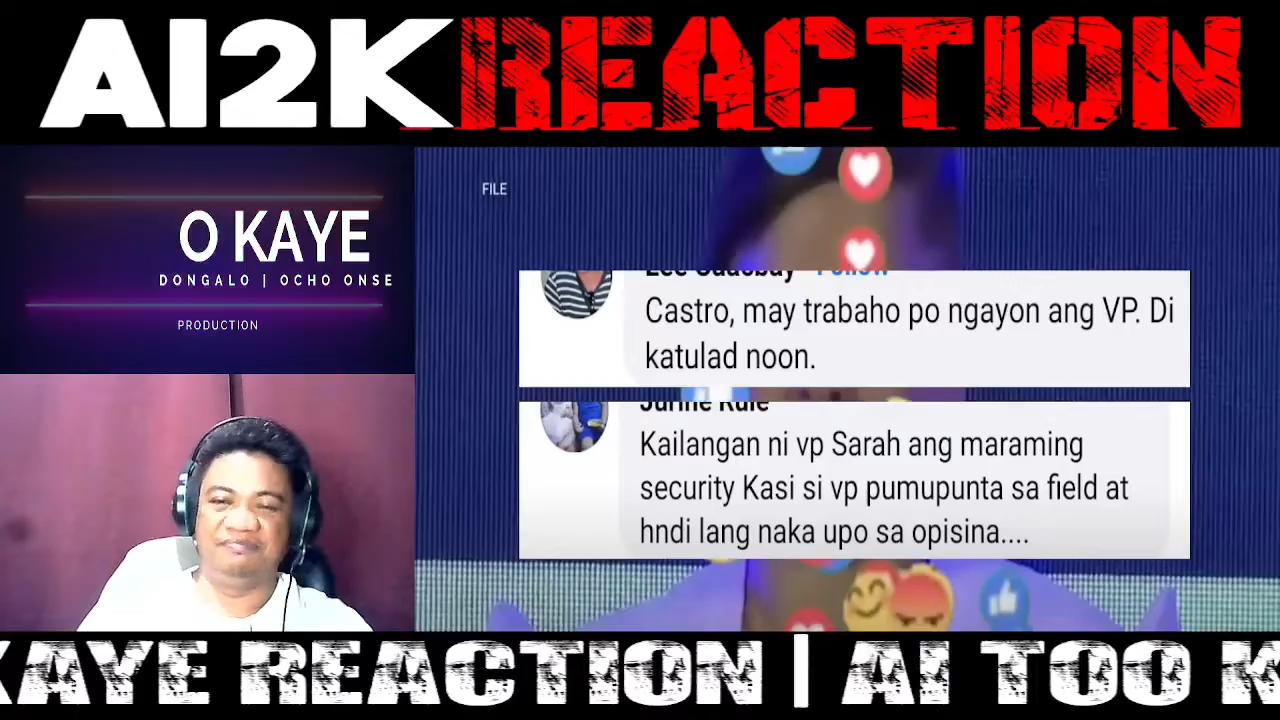 AI2KREACTION
O KAYE
DONGALO | OCHO ONSE
PRODUCTION
FILE
Castro, may trabaho po ngayon ang VP. Di
katulad noon.
Kailangan ni vp Sarah ang maraming
security Kasi si vp pumupunta sa field at
hndi lang naka upo sa opisina....
KAYE REACTION | AI TOO K